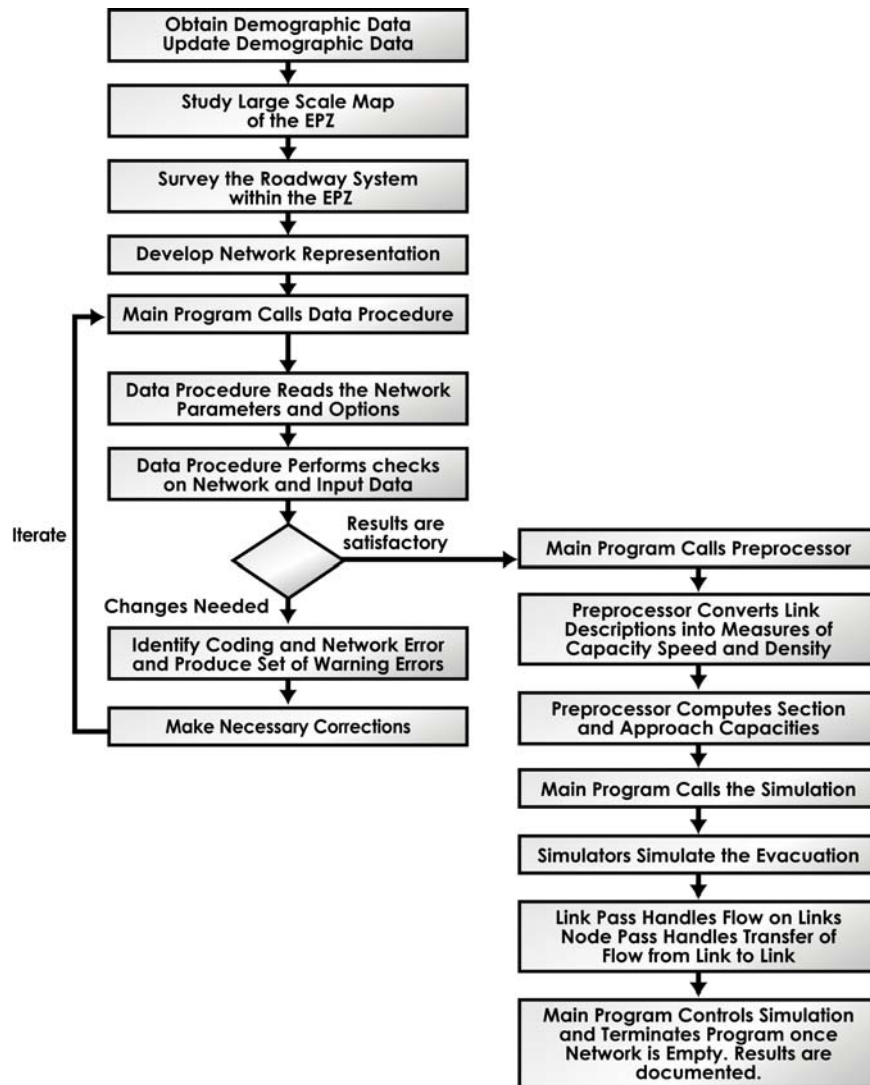 Obtain Demographic Data
Update Demographic Data
Study Large Scale Map
of the EPZ
Survey the Roadway System
within the EPZ
Develop Network Representation
Main Program Calls Data Procedure
Data Procedure Reads the Network
Parameters and Options
Data Procedure Performs checks
on Network and Input Data
Iterate
Results are
satisfactory
Changes Needed
Identify Coding and Network Error
and Produce Set of Warning Errors
Make Necessary Corrections
Main Program Calls Preprocessor
Preprocessor Converts Link
Descriptions into Measures of
Capacity Speed and Density
Preprocessor Computes Section
and Approach Capacities
Main Program Calls the Simulation
Simulators Simulate the Evacuation
Link Pass Handles Flow on Links
Node Pass Handles Transfer of
Flow from Link to Link
Main Program Controls Simulation
and Terminates Program once
Network is Empty. Results are
documented.